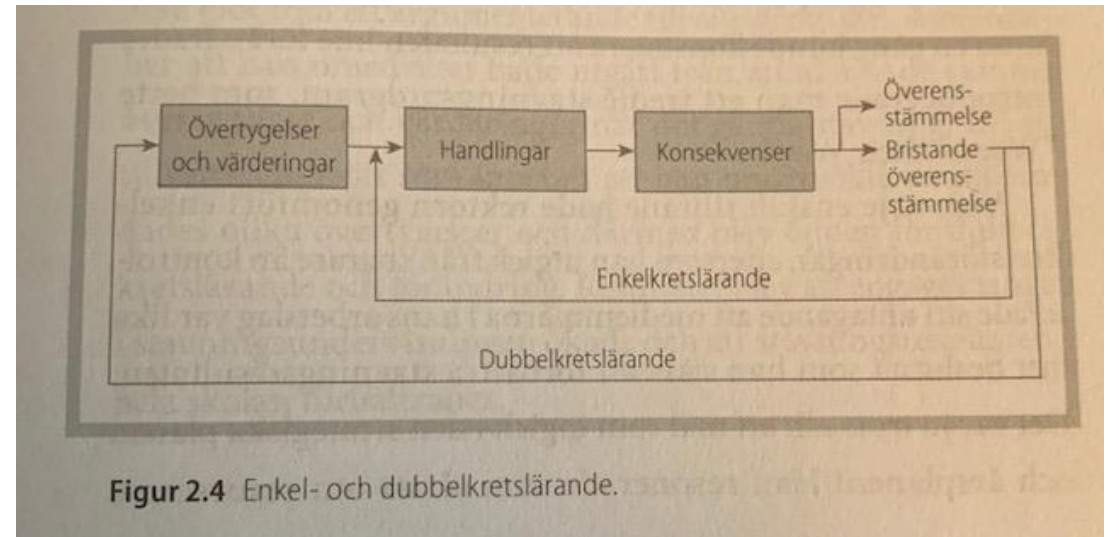 Övertygelser
och värderingar
Handlingar
Konsekvenser
Överens-
stämmelse
Bristande
överens-
stämmelse
Enkelkretslärande
Dubbelkretslärande
Figur 2.4 Enkel- och dubbelkretslärande.